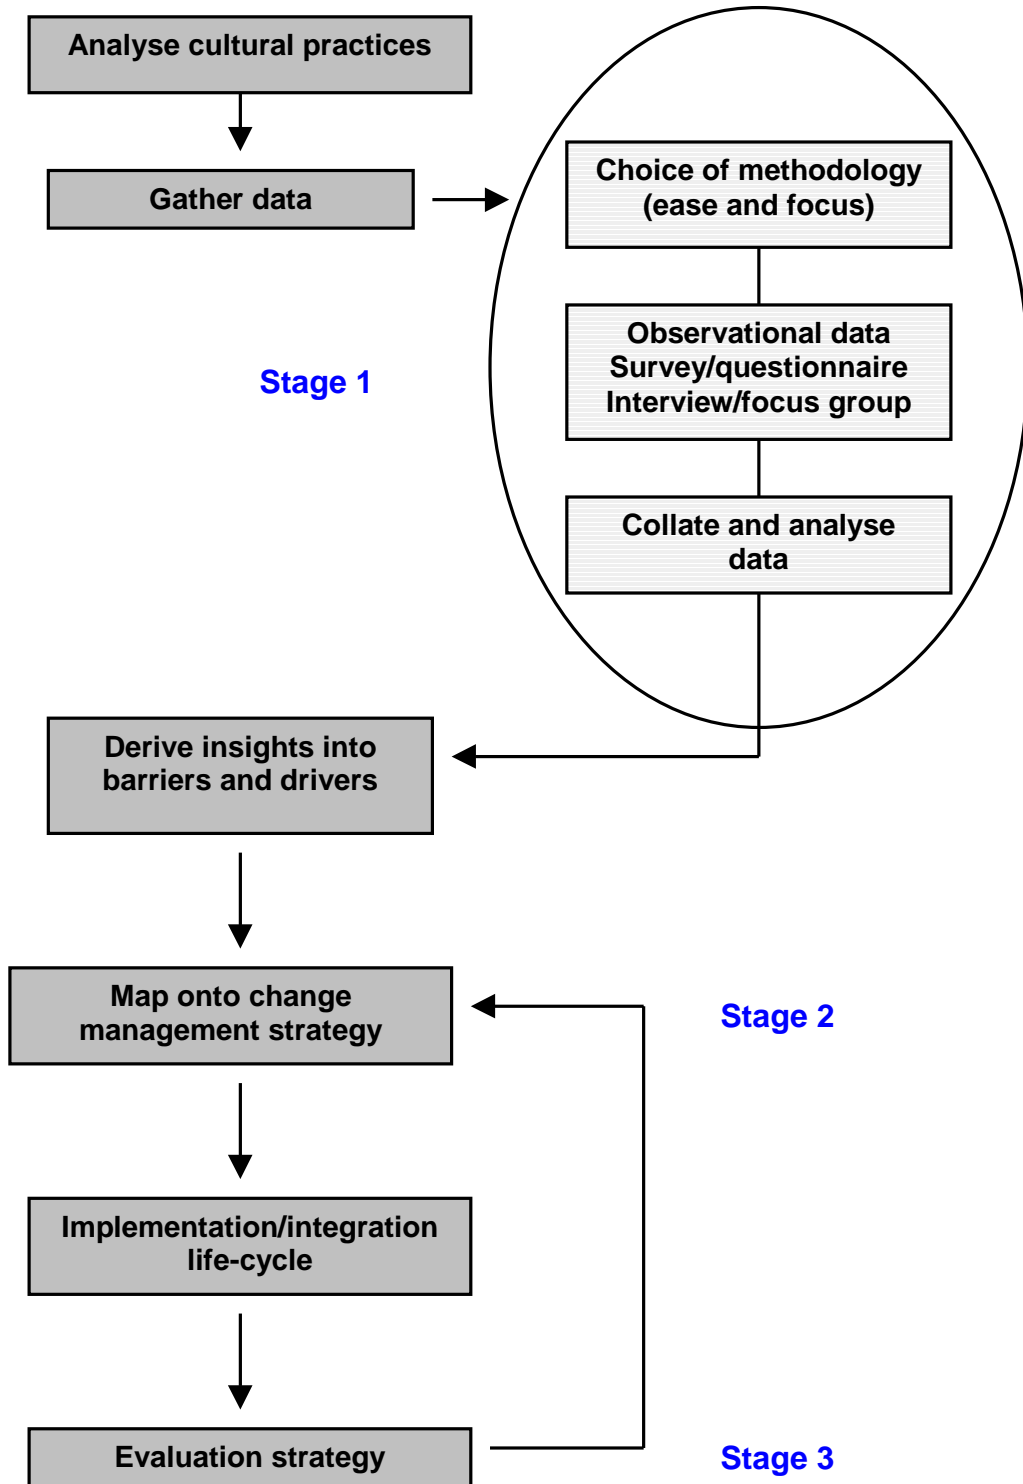 Analyse cultural practices
Gather data
Choice of methodology
(ease and focus)
Observational data
Survey/questionnaire
Interview/focus group
Stage 1
Collate and analyse
data
Derive insights into
barriers and drivers
Map onto change
management strategy
Stage 2
Implementation/integration
life-cycle
Evaluation strategy
Stage 3